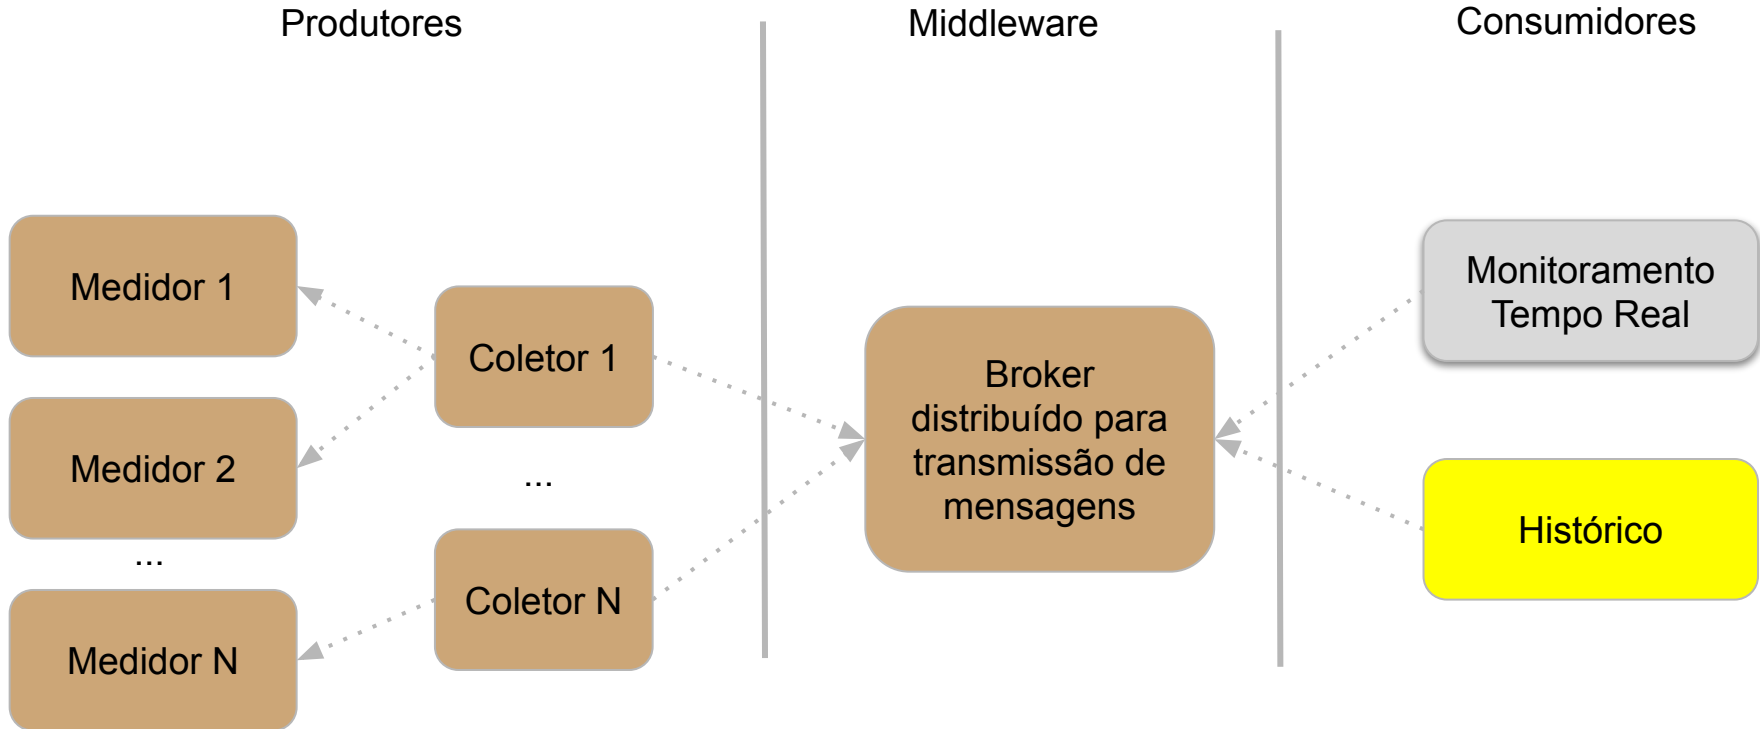 Produtores
Middleware
Consumidores
Medidor 1
Medidor 2
...
Medidor N
Coletor 1
...
Coletor N
Broker
distribuído para
transmissão de
mensagens
Monitoramento
Tempo Real
Histórico